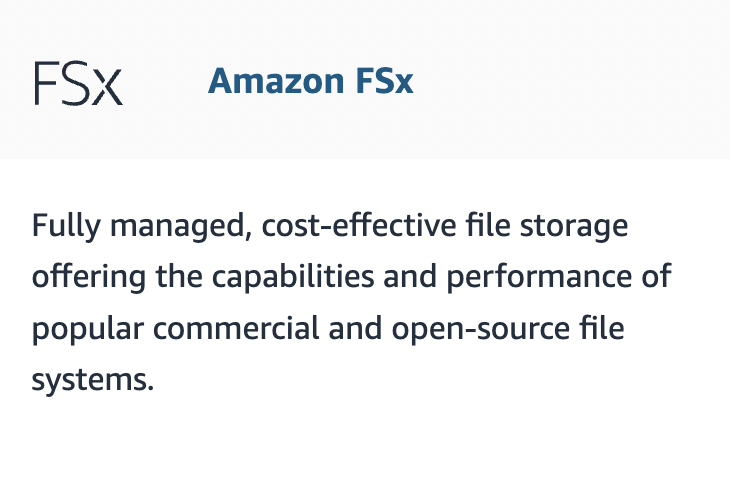 FSx
Amazon FSx
Fully managed, cost-effective file storage
offering the capabilities and performance of
popular commercial and open-source file
systems.